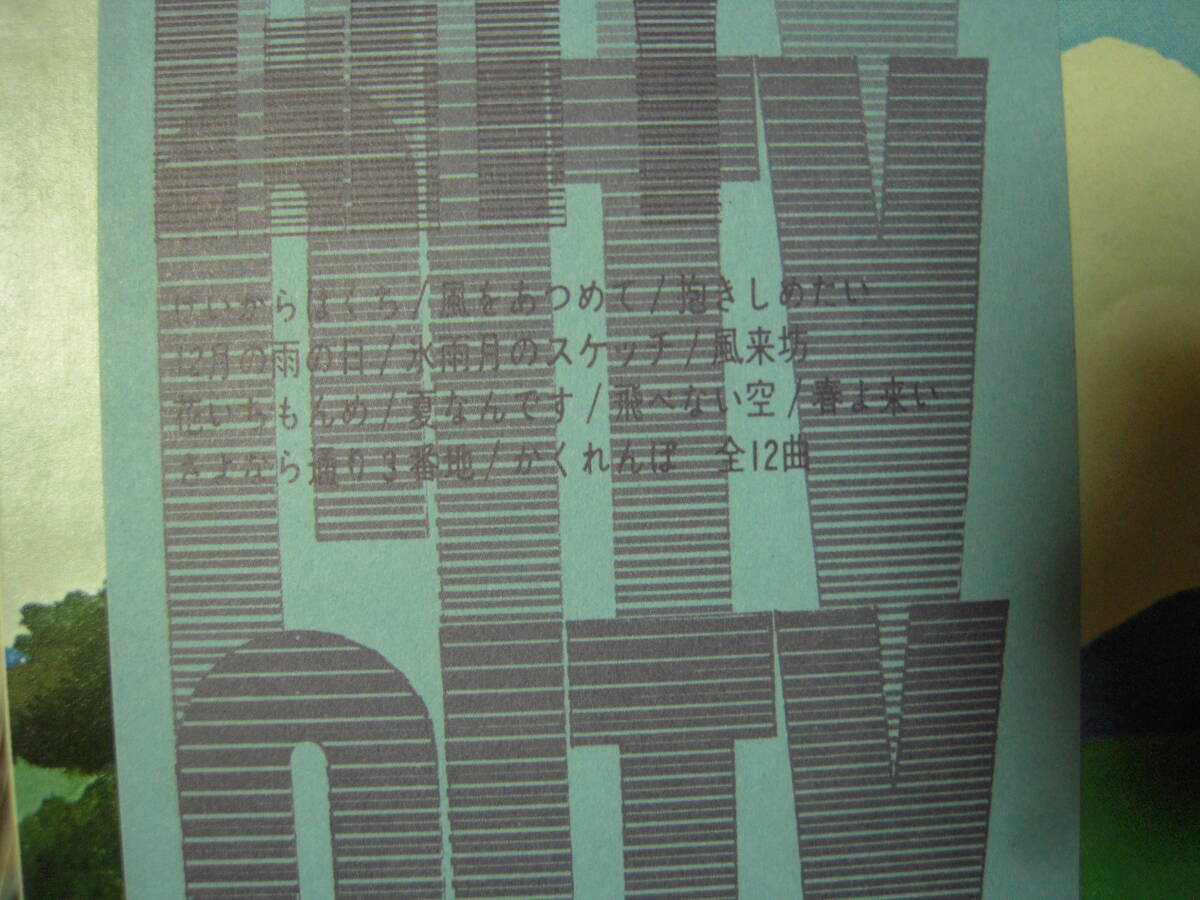 CITY
けいからはくち/風をあつめて/抱きしめたい
12月の雨の日/氷雨月のスケッチ/風来坊
花いちもんめ/夏なんです/飛べない空/春よ来い
さよなら通り3番地/かくれんぼ 全12曲
CITY